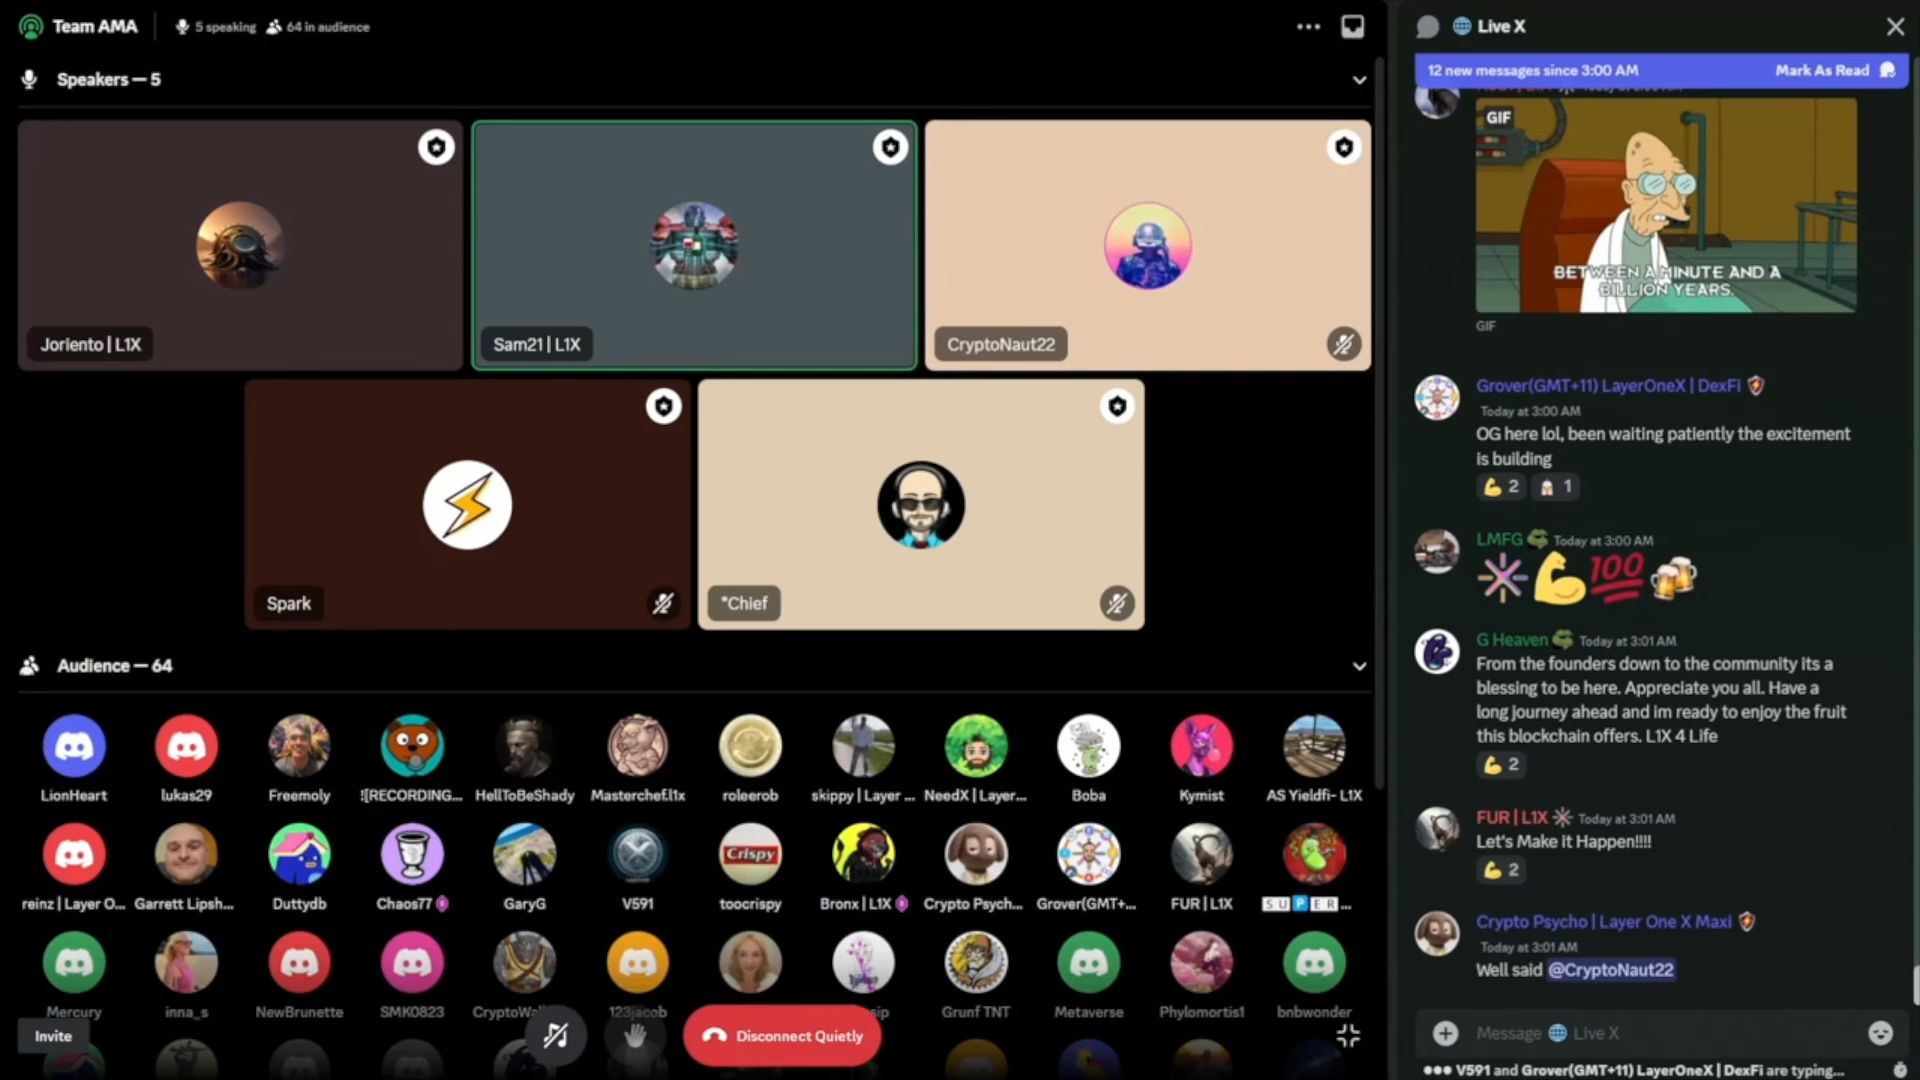 Team AMA
5 speaking
64 in audience
Speakers — 5
Joriento | L1X
Sam21 | L1X
CryptoNaut22
Spark
*Chief
Audience — 64
LionHeart
lukas29
Freemoly
![RECORDING...
HellToBeShady
Masterchef.l1x
roleerob
skippy | Layer ...
NeedX | Layer...
Boba
Kymist
AS Yieldfi- L1X
Crispy
reinz | Layer O...
Garrett Lipsh...
Duttydb
Chaos77
GaryG
V591
toocrispy
Bronx | L1X
Crypto Psych...
Grover(GMT+...
FUR | L1X
SUPER...
Mercury
inna_s
NewBrunette
SMK0823
123jacob
Grunf TNT
Metaverse
Phylomortis1
bnbwonder
Invite
Disconnect Quietly
Live X
12 new messages since 3:00 AM
Mark As Read
GIF
BETWEEN A MINUTE AND A
BILLION YEARS.
GIF
Grover(GMT+11) LayerOneX | DexFi
Today at 3:00 AM
OG here lol, been waiting patiently the excitement
is building
💪 2
1
LMFG Today at 3:00 AM
💪💯🍻
G Heaven Today at 3:01 AM
From the founders down to the community its a
blessing to be here. Appreciate you all. Have a
long journey ahead and im ready to enjoy the fruit
this blockchain offers. L1X 4 Life
💪 2
FUR | L1X Today at 3:01 AM
Let's Make it Happen!!!!
💪 2
Crypto Psycho | Layer One X Maxi
Today at 3:01 AM
Well said @CryptoNaut22
Message 🌐 Live X
V591 and Grover(GMT+11) LayerOneX | DexFi are typing...